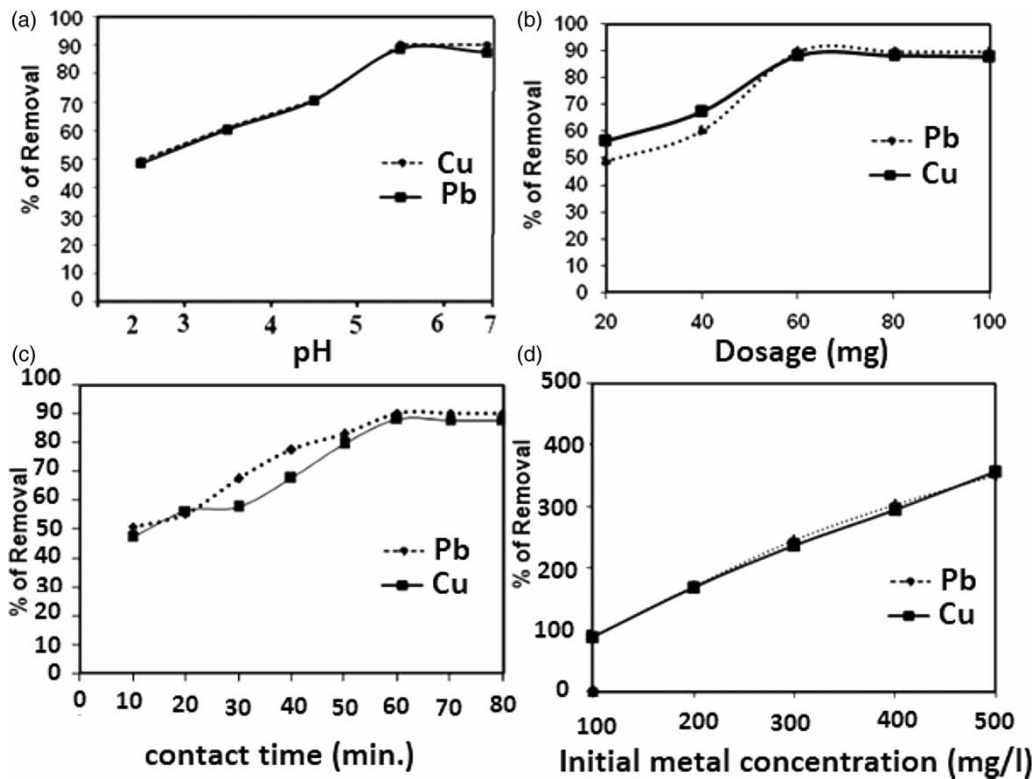 (a)
100
90
80
70
60
50
40
30
20
10
0
% of Removal
Cu
Pb
2 3 4 5 6 7
pH
(b)
100
90
80
70
60
50
40
30
20
10
0
% of Removal
Pb
Cu
20 40 60 80 100
Dosage (mg)
(c)
100
90
80
70
60
50
40
30
20
10
0
% of Removal
Pb
Cu
0 10 20 30 40 50 60 70 80
contact time (min.)
(d)
500
400
300
200
100
0
% of Removal
Pb
Cu
100 200 300 400 500
Initial metal concentration (mg/l)